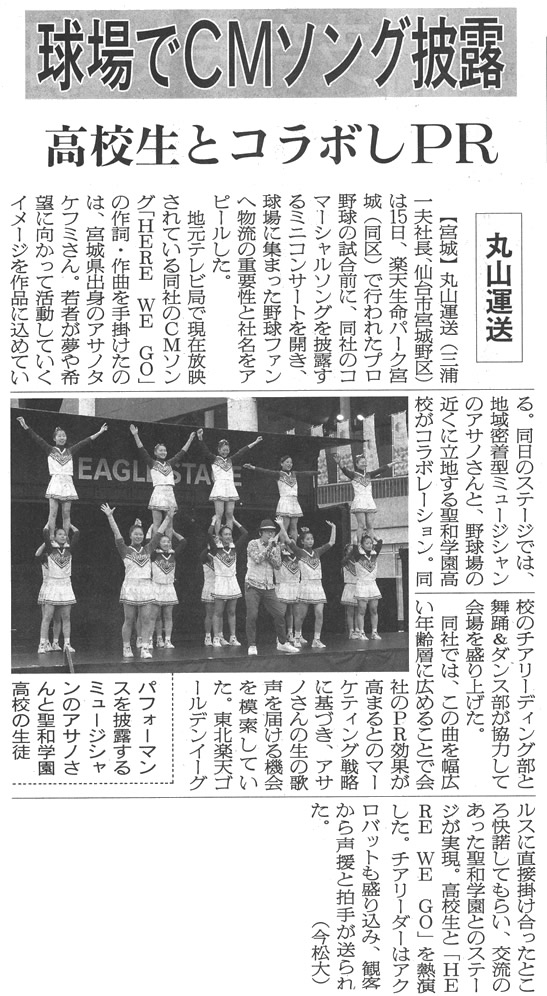 球場でCMソング披露
高校生とコラボしPR
丸山運送
【宮城】丸山運送(三浦
一夫社長、仙台市宮城野区)
は15日、楽天生命パーク宮
城(同区)で行われたプロ
野球の試合前に、同社のコ
マーシャルソングを披露す
るミニコンサートを開き、
球場に集まった野球ファン
へ物流の重要性と社名をア
ピールした。
地元テレビ局で現在放映
されている同社のCMソン
グ「HERE WE GO」
の作詞・作曲を手掛けたの
は、宮城県出身のアサノタ
ケフミさん。若者が夢や希
望に向かって活動していく
イメージを作品に込めてい
る。同日のステージでは、
地域密着型ミュージシャン
のアサノさんと、野球場の
近くに立地する聖和学園高
校がコラボレーション。同
校のチアリーディング部と
舞踊&ダンス部が協力して
会場を盛り上げた。
同社では、この曲を幅広
い年齢層に広めることで会
社のPR効果が
高まるとのマー
ケティング戦略
に基づき、アサ
ノさんの生の歌
声を届ける機会
を模索してい
た。東北楽天ゴ
ールデンイーグ
ルスに直接掛け合ったとこ
ろ快諾してもらい、交流の
あった聖和学園とのステー
ジが実現。高校生と「HE
RE WE GO」を熱演
した。チアリーダーはアク
ロバットも盛り込み、観客
から声援と拍手が送られ
た。
(今松大)
EAGLE STAGE
パフォーマン
スを披露する
ミュージシャ
ンのアサノさ
んと聖和学園
高校の生徒